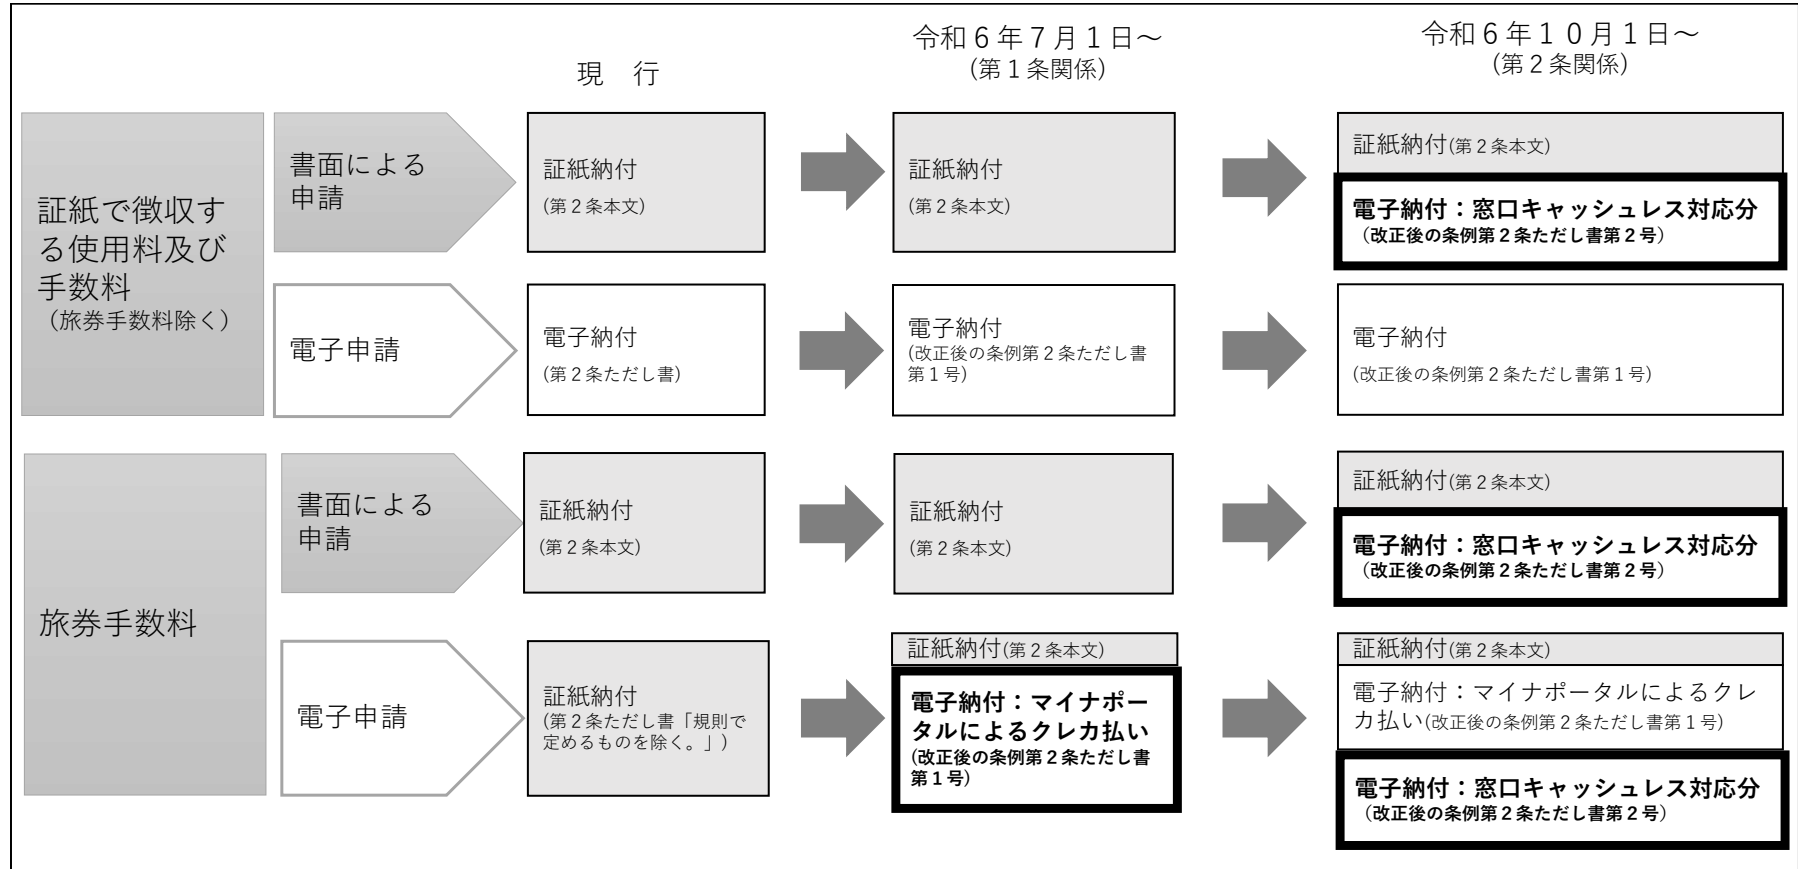 現　行
令和６年７月１日～
(第１条関係)
令和６年１０月１日～
(第２条関係)
証紙で徴収す
る使用料及び
手数料
（旅券手数料除く）
書面による
申請
証紙納付
(第２条本文)
証紙納付
(第２条本文)
証紙納付(第２条本文)
電子納付：窓口キャッシュレス対応分
（改正後の条例第２条ただし書第２号）
電子申請
電子納付
(第２条ただし書)
電子納付
(改正後の条例第２条ただし書
第１号)
電子納付
(改正後の条例第２条ただし書第１号)
旅券手数料
書面による
申請
証紙納付
(第２条本文)
証紙納付
(第２条本文)
証紙納付(第２条本文)
電子納付：窓口キャッシュレス対応分
（改正後の条例第２条ただし書第２号）
電子申請
証紙納付
(第２条ただし書「規則で
定めるものを除く。」)
証紙納付(第２条本文)
電子納付：マイナポー
タルによるクレカ払い
(改正後の条例第２条ただし書
第１号)
証紙納付(第２条本文)
電子納付：マイナポータルによるクレ
カ払い(改正後の条例第２条ただし書第１号)
電子納付：窓口キャッシュレス対応分
（改正後の条例第２条ただし書第２号）